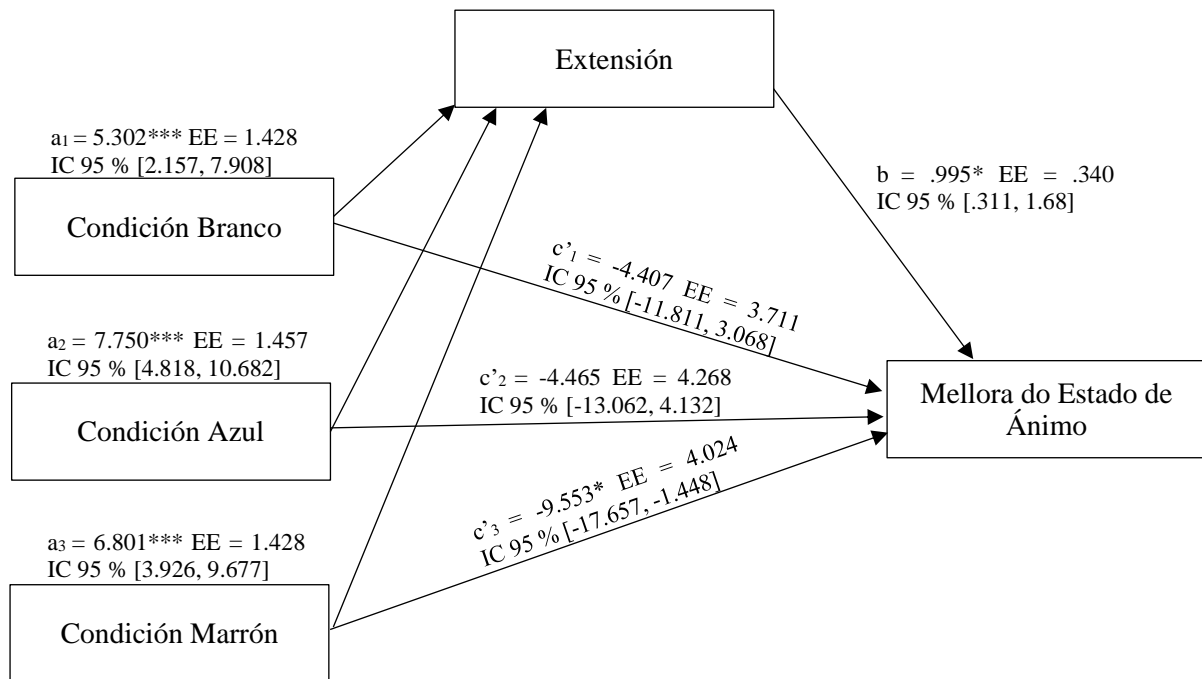 Extensión
a₁ = 5.302*** EE = 1.428
IC 95 % [2.157, 7.908]
Condición Branco
b = .995* EE = .340
IC 95 % [.311, 1.68]
c’₁ = -4.407 EE = 3.711
IC 95 % [-11.811, 3.068]
a₂ = 7.750*** EE = 1.457
IC 95 % [4.818, 10.682]
Condición Azul
c’₂ = -4.465 EE = 4.268
IC 95 % [-13.062, 4.132]
Mellora do Estado de
Ánimo
c’₃ = -9.553* EE = 4.024
IC 95 % [-17.657, -1.448]
a₃ = 6.801*** EE = 1.428
IC 95 % [3.926, 9.677]
Condición Marrón